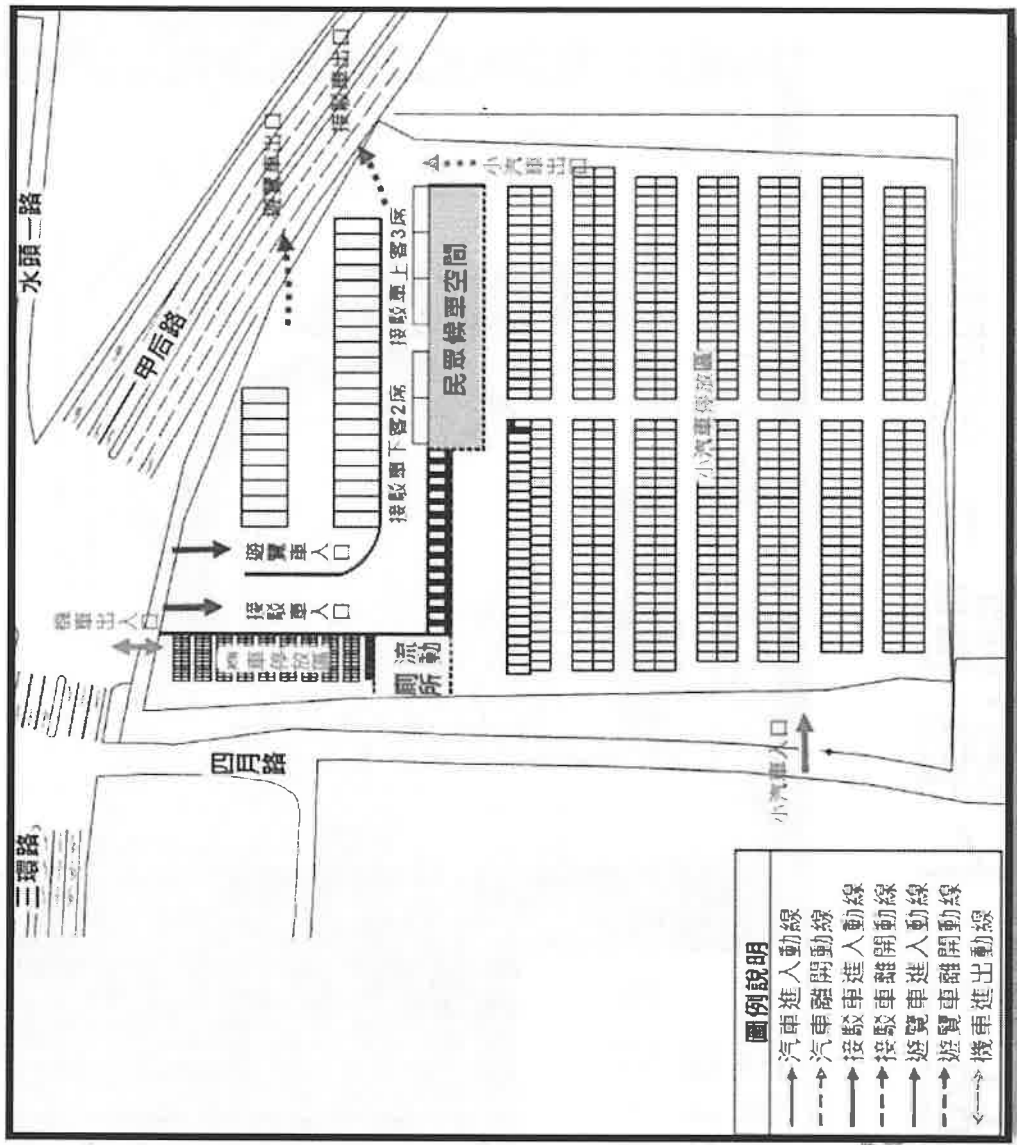 水頭一路
三環路
甲后路
四月路
遊覽車出口
接駁車出口
機車出入口
接駁車入口
遊覽車入口
接駁車下客2席
接駁車上客3席
民眾候車空間
小汽車出口
機車停放區
流動
廁所
小汽車停放區
小汽車入口
圖例說明
汽車進入動線
汽車離開動線
接駁車進入動線
接駁車離開動線
遊覽車進入動線
遊覽車離開動線
機車進出動線